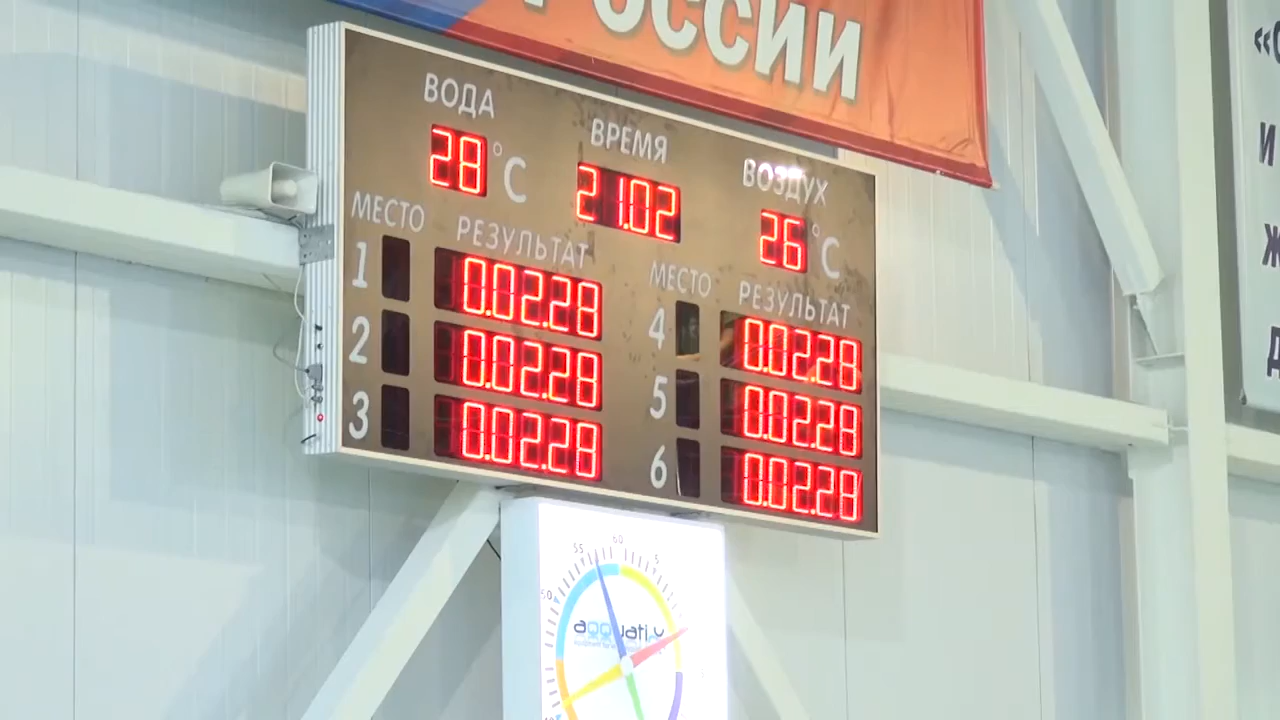 РОССИИ
ВОДА
28 °C
ВРЕМЯ
21.02
ВОЗДУХ
26 °C
МЕСТО РЕЗУЛЬТАТ
1 0.02.28
2 0.02.28
3 0.02.28
МЕСТО РЕЗУЛЬТАТ
4 0.02.28
5 0.02.28
6 0.02.28
55 60 5
50
И